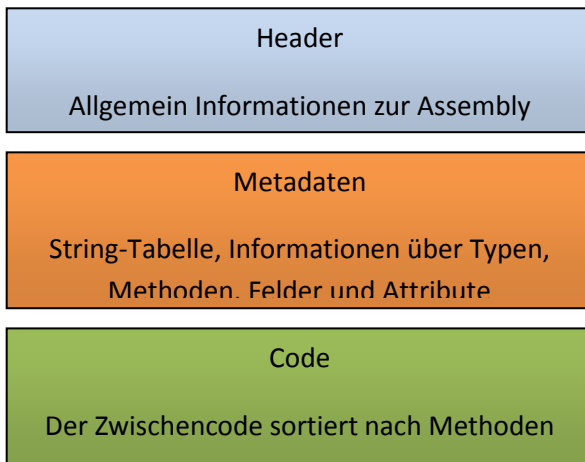 Header
Allgemein Informationen zur Assembly
Metadaten
String-Tabelle, Informationen über Typen,
Methoden, Felder und Attribute
Code
Der Zwischencode sortiert nach Methoden